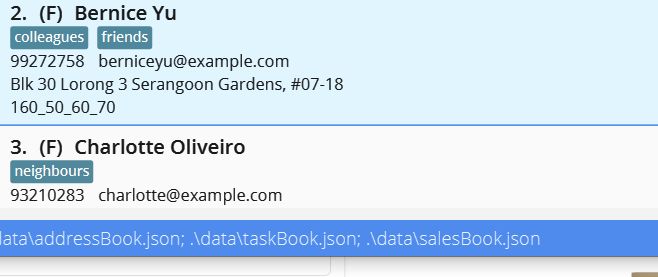 2. (F) Bernice Yu
colleagues friends
99272758 berniceyu@example.com
Blk 30 Lorong 3 Serangoon Gardens, #07-18
160_50_60_70
3. (F) Charlotte Oliveiro
neighbours
93210283 charlotte@example.com
data\addressBook.json; .\data\taskBook.json; .\data\salesBook.json